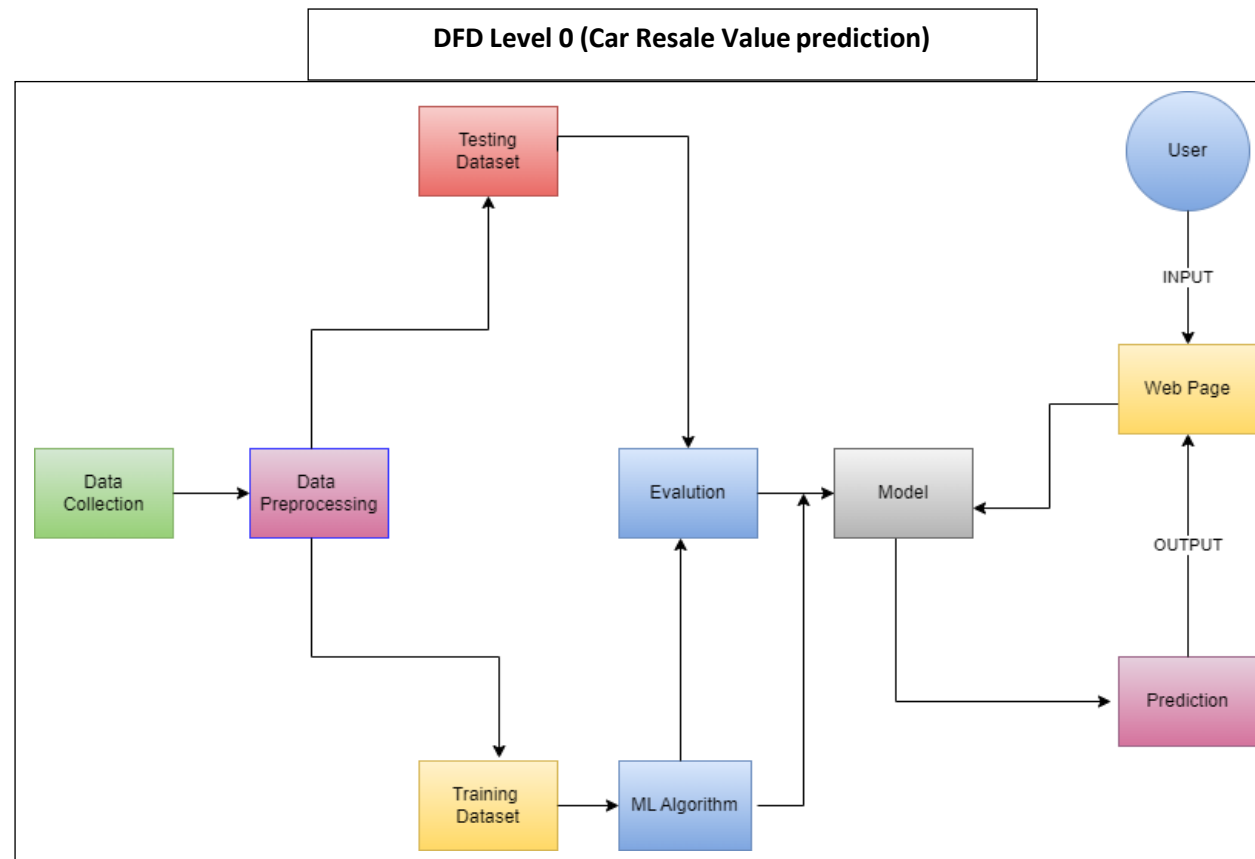 DFD Level 0 (Car Resale Value prediction)
Testing
Dataset
User
INPUT
Web Page
Data
Collection
Data
Preprocessing
Evalution
Model
OUTPUT
Training
Dataset
ML Algorithm
Prediction